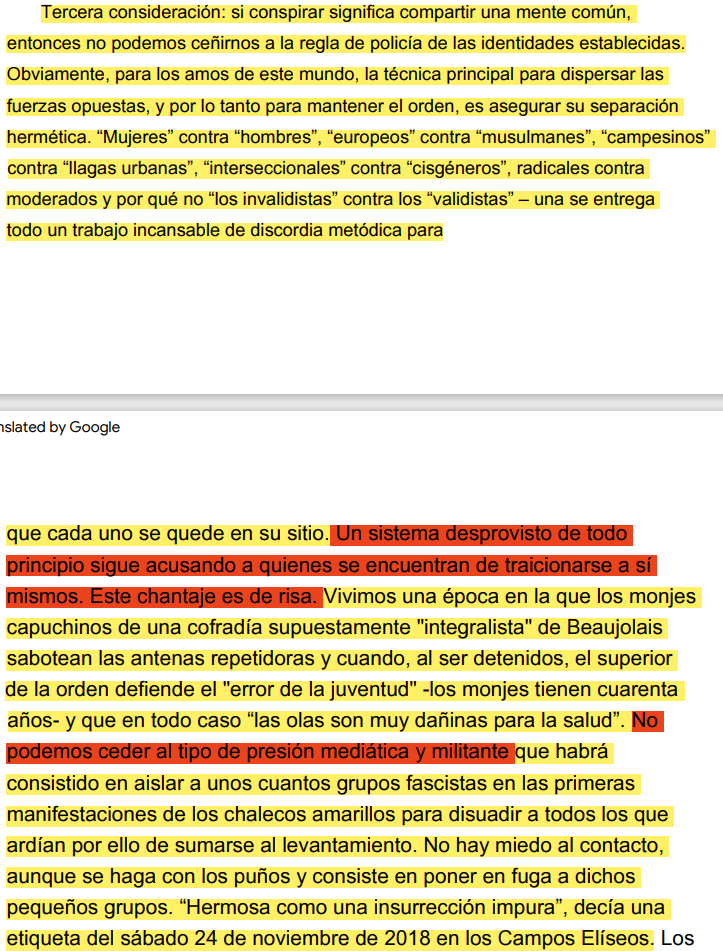 Tercera consideración: si conspirar significa compartir una mente común,
entonces no podemos ceñirnos a la regla de policía de las identidades establecidas.
Obviamente, para los amos de este mundo, la técnica principal para dispersar las
fuerzas opuestas, y por lo tanto para mantener el orden, es asegurar su separación
hermética. “Mujeres” contra “hombres”, “europeos” contra “musulmanes”, “campesinos”
contra “llagas urbanas”, “interseccionales” contra “cisgéneros”, radicales contra
moderados y por qué no “los invalidistas” contra los “validistas” – una se entrega
todo un trabajo incansable de discordia metódica para
nslated by Google
que cada uno se quede en su sitio. Un sistema desprovisto de todo
principio sigue acusando a quienes se encuentran de traicionarse a sí
mismos. Este chantaje es de risa. Vivimos una época en la que los monjes
capuchinos de una cofradía supuestamente "integralista" de Beaujolais
sabotean las antenas repetidoras y cuando, al ser detenidos, el superior
de la orden defiende el "error de la juventud" -los monjes tienen cuarenta
años- y que en todo caso “las olas son muy dañinas para la salud”. No
podemos ceder al tipo de presión mediática y militante que habrá
consistido en aislar a unos cuantos grupos fascistas en las primeras
manifestaciones de los chalecos amarillos para disuadir a todos los que
ardían por ello de sumarse al levantamiento. No hay miedo al contacto,
aunque se haga con los puños y consiste en poner en fuga a dichos
pequeños grupos. “Hermosa como una insurrección impura”, decía una
etiqueta del sábado 24 de noviembre de 2018 en los Campos Elíseos. Los